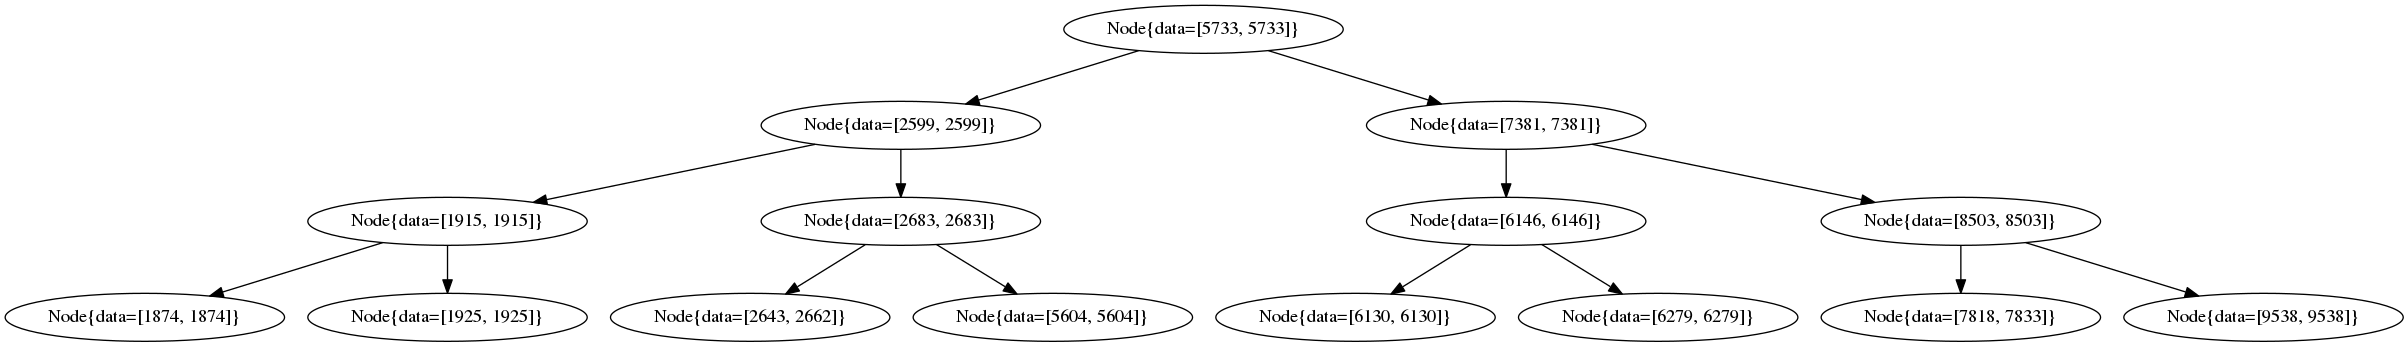 Node{data=[5733, 5733]}
Node{data=[2599, 2599]}
Node{data=[7381, 7381]}
Node{data=[1915, 1915]}
Node{data=[2683, 2683]}
Node{data=[6146, 6146]}
Node{data=[8503, 8503]}
Node{data=[1874, 1874]}
Node{data=[1925, 1925]}
Node{data=[2643, 2662]}
Node{data=[5604, 5604]}
Node{data=[6130, 6130]}
Node{data=[6279, 6279]}
Node{data=[7818, 7833]}
Node{data=[9538, 9538]}